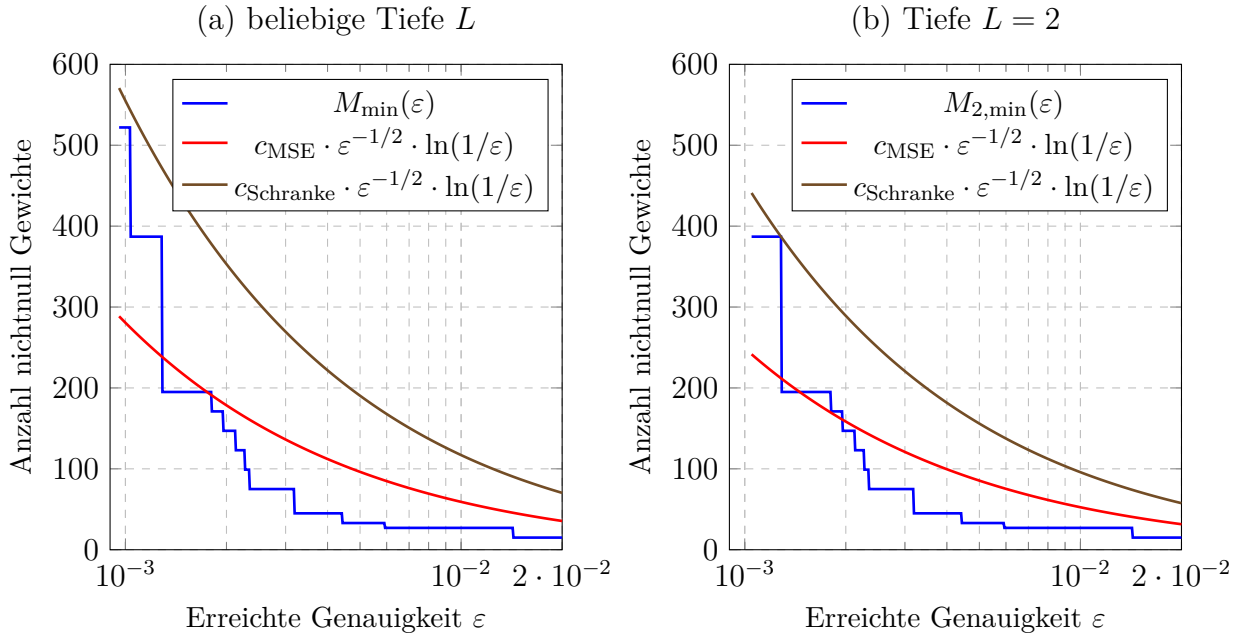 (a) beliebige Tiefe L
600
500
400
300
200
100
0
Anzahl nichtnull Gewichte
M_min(ε)
c_MSE · ε^{-1/2} · ln(1/ε)
c_Schranke · ε^{-1/2} · ln(1/ε)
10^{-3} 10^{-2} 2 · 10^{-2}
Erreichte Genauigkeit ε
(b) Tiefe L = 2
600
500
400
300
200
100
0
Anzahl nichtnull Gewichte
M_{2,min}(ε)
c_MSE · ε^{-1/2} · ln(1/ε)
c_Schranke · ε^{-1/2} · ln(1/ε)
10^{-3} 10^{-2} 2 · 10^{-2}
Erreichte Genauigkeit ε